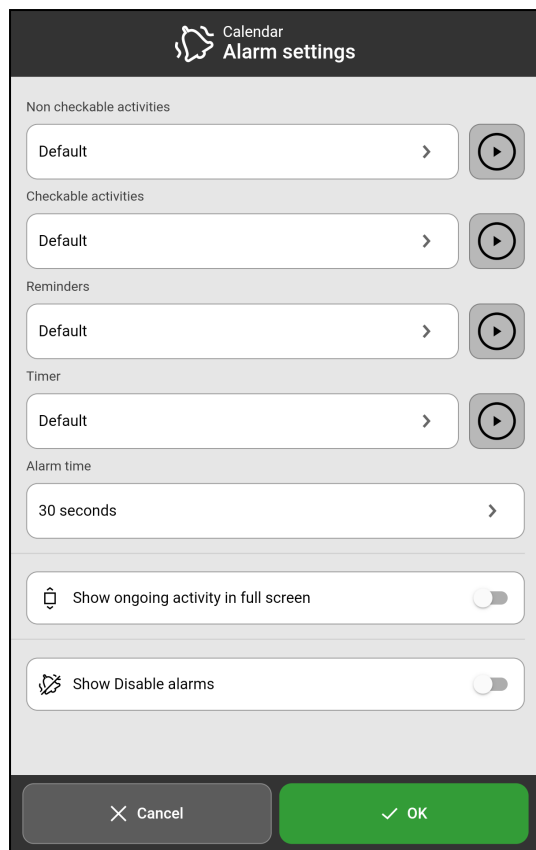 Calendar
Alarm settings
Non checkable activities
Default
Checkable activities
Default
Reminders
Default
Timer
Default
Alarm time
30 seconds
Show ongoing activity in full screen
Show Disable alarms
Cancel
OK